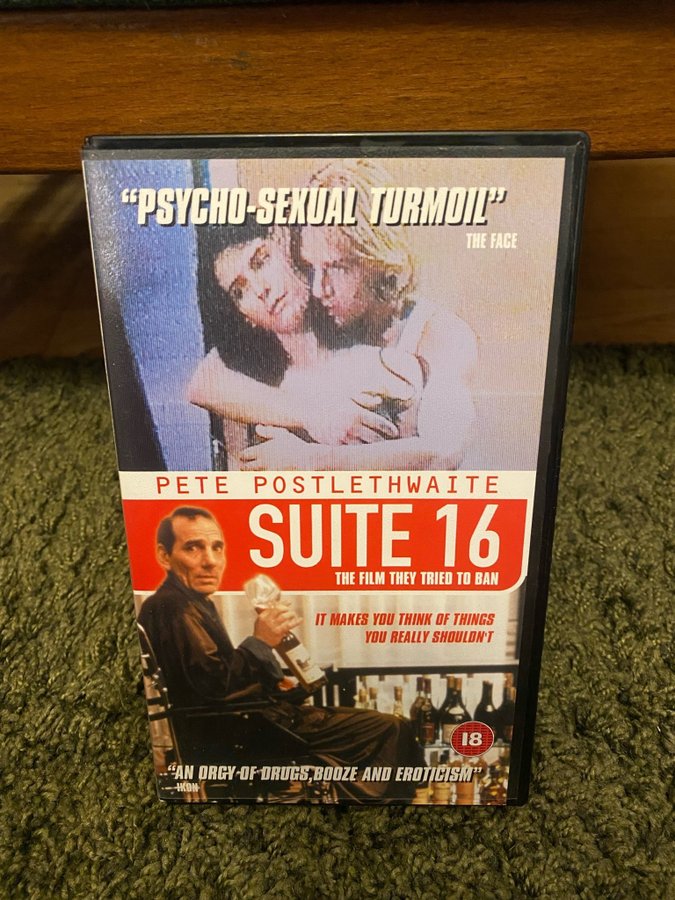 "PSYCHO-SEXUAL TURMOIL"
THE FACE
PETE POSTLETHWAITE
SUITE 16
THE FILM THEY TRIED TO BAN
IT MAKES YOU THINK OF THINGS
YOU REALLY SHOULDN'T
18
"AN ORGY OF DRUGS, BOOZE AND EROTICISM"
IKON